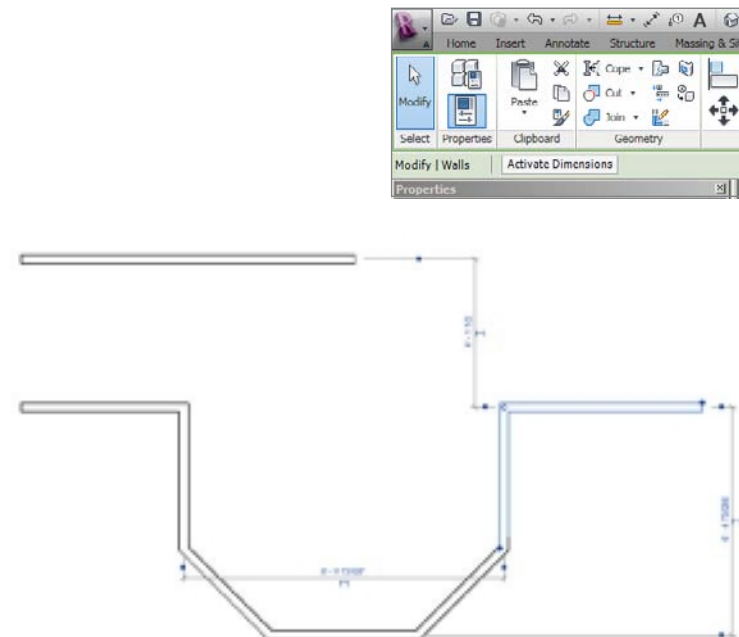 A
A
Home Insert Annotate Structure Massing & Sit
Modify
Paste
Cope
Cut
Join
Select Properties Clipboard Geometry
Modify | Walls Activate Dimensions
Properties